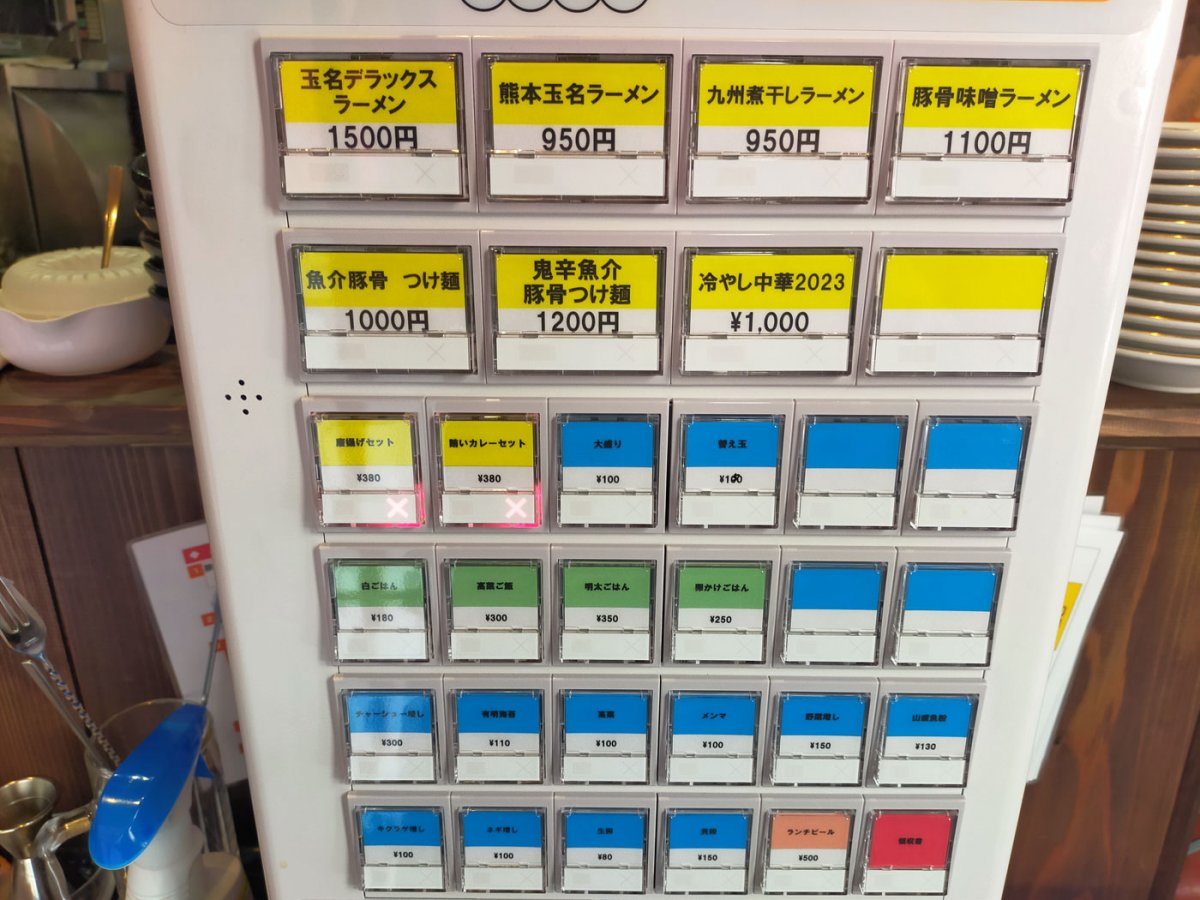 玉名デラックス
ラーメン
1500円
熊本玉名ラーメン
950円
九州煮干しラーメン
950円
豚骨味噌ラーメン
1100円
魚介豚骨 つけ麺
1000円
鬼辛魚介
豚骨つけ麺
1200円
冷やし中華2023
¥1,000
唐揚げセット
¥380
賄いカレーセット
¥380
大盛り
¥100
替え玉
白ごはん
¥180
高菜ご飯
¥300
明太ごはん
¥350
卵かけごはん
¥250
チャーシュー増し
¥300
有明海苔
¥110
高菜
¥100
メンマ
¥100
野菜増し
¥150
山盛魚粉
¥130
キクラゲ増し
¥100
ネギ増し
¥100
生卵
¥80
¥150
ランチビール
¥500
領収書